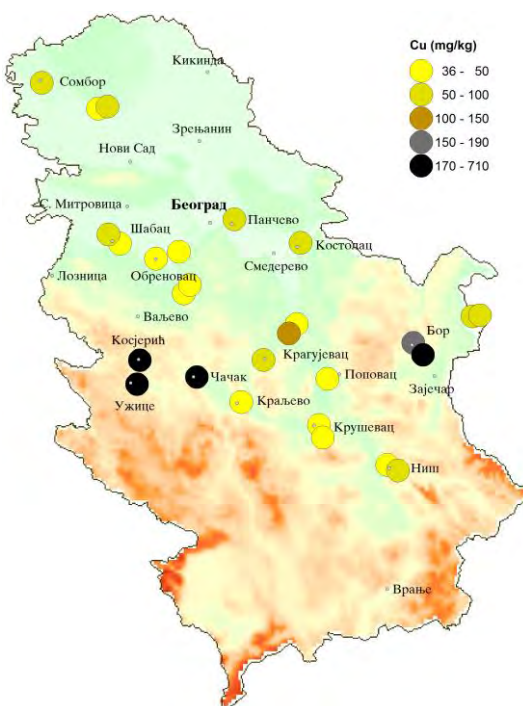 Cu (mg/kg)
36 - 50
50 - 100
100 - 150
150 - 190
170 - 710
Кикинда
Сомбор
Зрењанин
Нови Сад
С. Митровица
Београд
Панчево
Шабац
Костолац
Смедерево
Обреновац
Лозница
Ваљево
Бор
Косјерић
Крагујевац
Поповац
Чачак
Зајечар
Ужице
Краљево
Крушевац
Ниш
Врање